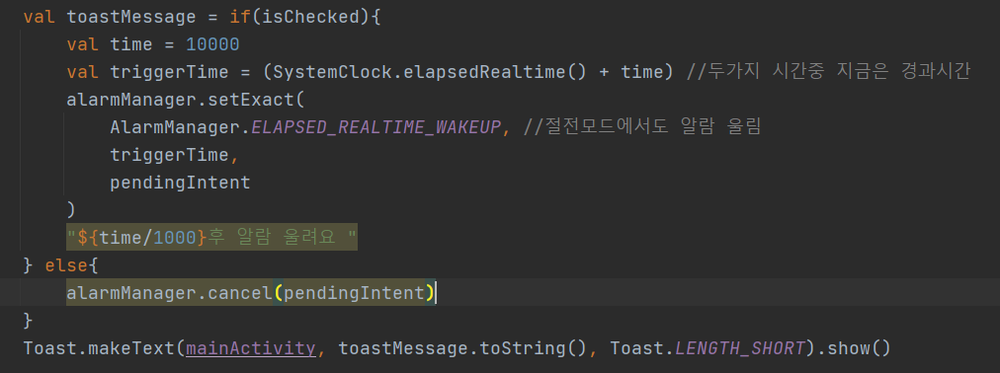 val toastMessage = if(isChecked){
val time = 10000
val triggerTime = (SystemClock.elapsedRealtime() + time) //두가지 시간중 지금은 경과시간
alarmManager.setExact(
AlarmManager.ELAPSED_REALTIME_WAKEUP, //절전모드에서도 알람 울림
triggerTime,
pendingIntent
)
"${time/1000}후 알람 울려요 "
} else{
alarmManager.cancel(pendingIntent)
}
Toast.makeText(mainActivity, toastMessage.toString(), Toast.LENGTH_SHORT).show()